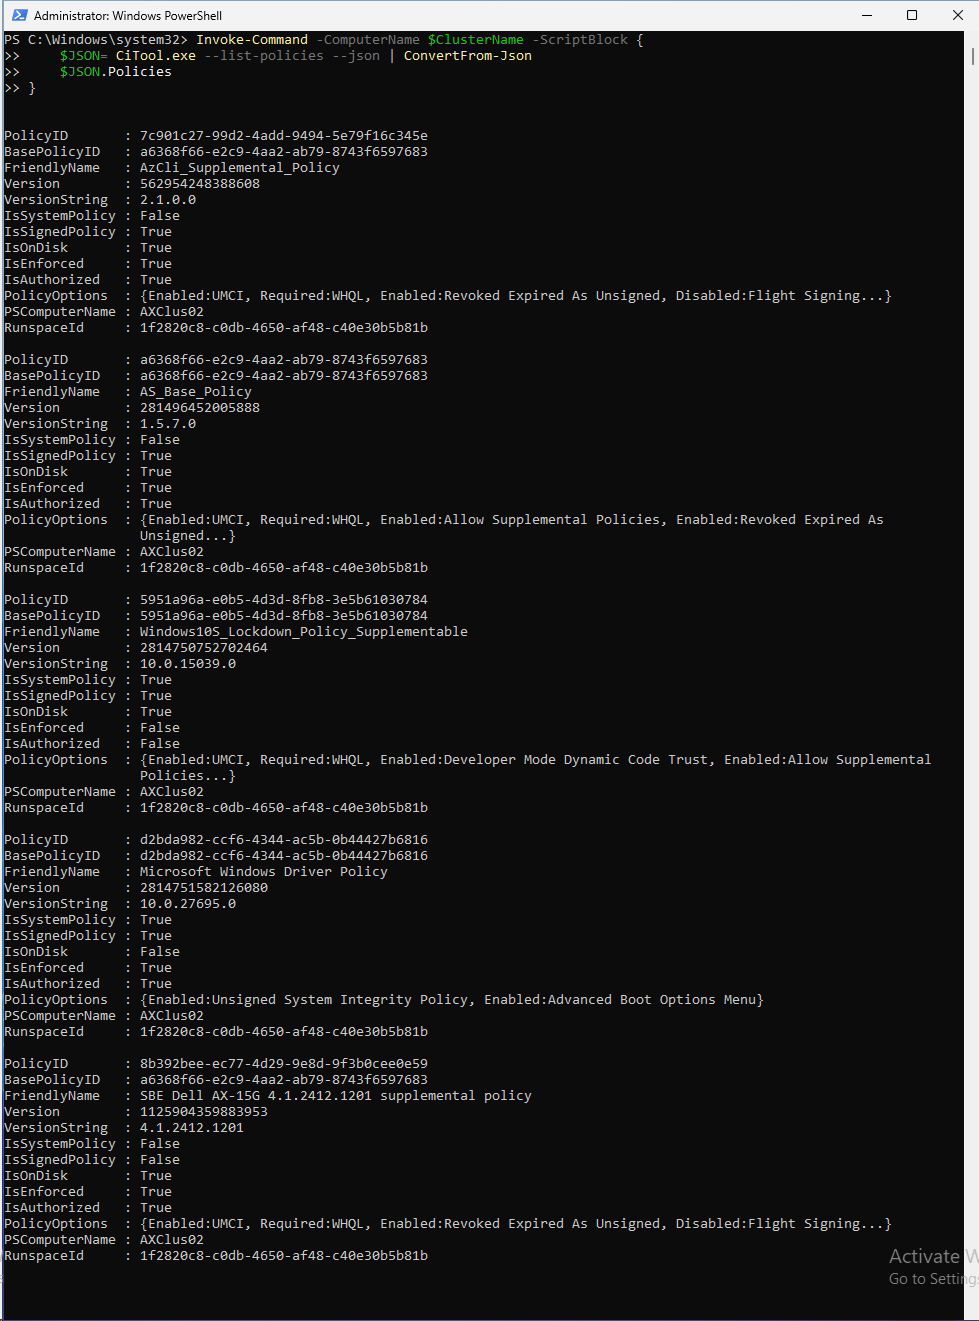 Administrator: Windows PowerShell
PS C:\Windows\system32> Invoke-Command -ComputerName $ClusterName -ScriptBlock {
>>     $JSON= CiTool.exe --list-policies --json | ConvertFrom-Json
>>     $JSON.Policies
>> }
PolicyID       : 7c901c27-99d2-4add-9494-5e79f16c345e
BasePolicyID   : a6368f66-e2c9-4aa2-ab79-8743f6597683
FriendlyName   : AzCli_Supplemental_Policy
Version        : 562954248388608
VersionString  : 2.1.0.0
IsSystemPolicy : False
IsSignedPolicy : True
IsOnDisk       : True
IsEnforced     : True
IsAuthorized   : True
PolicyOptions  : {Enabled:UMCI, Required:WHQL, Enabled:Revoked Expired As Unsigned, Disabled:Flight Signing...}
PSComputerName : AXClus02
RunspaceId     : 1f2820c8-c0db-4650-af48-c40e30b5b81b
PolicyID       : a6368f66-e2c9-4aa2-ab79-8743f6597683
BasePolicyID   : a6368f66-e2c9-4aa2-ab79-8743f6597683
FriendlyName   : AS_Base_Policy
Version        : 281496452005888
VersionString  : 1.5.7.0
IsSystemPolicy : False
IsSignedPolicy : True
IsOnDisk       : True
IsEnforced     : True
IsAuthorized   : True
PolicyOptions  : {Enabled:UMCI, Required:WHQL, Enabled:Allow Supplemental Policies, Enabled:Revoked Expired As
Unsigned...}
PSComputerName : AXClus02
RunspaceId     : 1f2820c8-c0db-4650-af48-c40e30b5b81b
PolicyID       : 5951a96a-e0b5-4d3d-8fb8-3e5b61030784
BasePolicyID   : 5951a96a-e0b5-4d3d-8fb8-3e5b61030784
FriendlyName   : Windows10S_Lockdown_Policy_Supplementable
Version        : 2814750752702464
VersionString  : 10.0.15039.0
IsSystemPolicy : True
IsSignedPolicy : True
IsOnDisk       : True
IsEnforced     : False
IsAuthorized   : False
PolicyOptions  : {Enabled:UMCI, Required:WHQL, Enabled:Developer Mode Dynamic Code Trust, Enabled:Allow Supplemental
Policies...}
PSComputerName : AXClus02
RunspaceId     : 1f2820c8-c0db-4650-af48-c40e30b5b81b
PolicyID       : d2bda982-ccf6-4344-ac5b-0b44427b6816
BasePolicyID   : d2bda982-ccf6-4344-ac5b-0b44427b6816
FriendlyName   : Microsoft Windows Driver Policy
Version        : 2814751582126080
VersionString  : 10.0.27695.0
IsSystemPolicy : True
IsSignedPolicy : True
IsOnDisk       : False
IsEnforced     : True
IsAuthorized   : True
PolicyOptions  : {Enabled:Unsigned System Integrity Policy, Enabled:Advanced Boot Options Menu}
PSComputerName : AXClus02
RunspaceId     : 1f2820c8-c0db-4650-af48-c40e30b5b81b
PolicyID       : 8b392bee-ec77-4d29-9e8d-9f3b0cee0e59
BasePolicyID   : a6368f66-e2c9-4aa2-ab79-8743f6597683
FriendlyName   : SBE Dell AX-15G 4.1.2412.1201 supplemental policy
Version        : 1125904359883953
VersionString  : 4.1.2412.1201
IsSystemPolicy : False
IsSignedPolicy : False
IsOnDisk       : True
IsEnforced     : True
IsAuthorized   : True
PolicyOptions  : {Enabled:UMCI, Required:WHQL, Enabled:Revoked Expired As Unsigned, Disabled:Flight Signing...}
PSComputerName : AXClus02
RunspaceId     : 1f2820c8-c0db-4650-af48-c40e30b5b81b
Activate W
Go to Settings